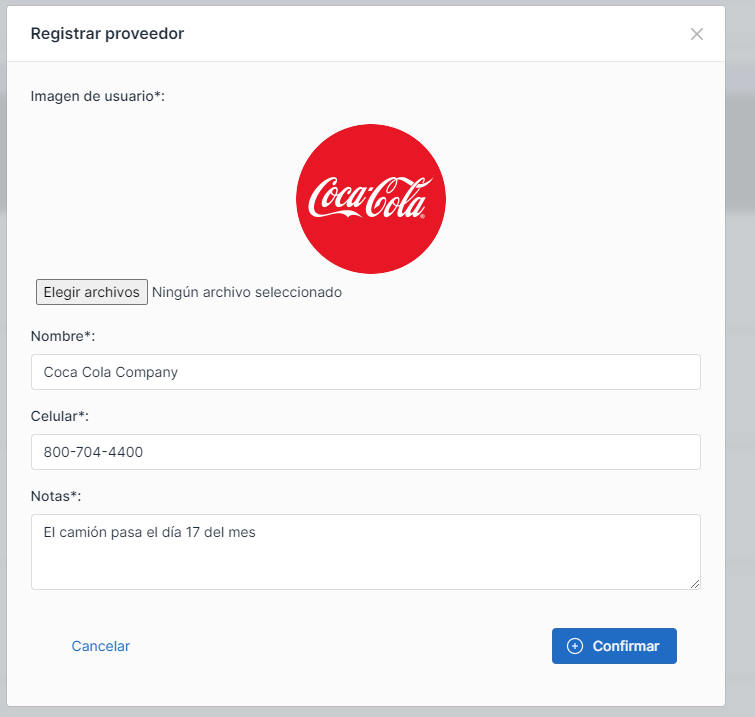 Registrar proveedor
Imagen de usuario*:
Coca-Cola®
Elegir archivos Ningún archivo seleccionado
Nombre*:
Coca Cola Company
Celular*:
800-704-4400
Notas*:
El camión pasa el día 17 del mes
Cancelar
Confirmar